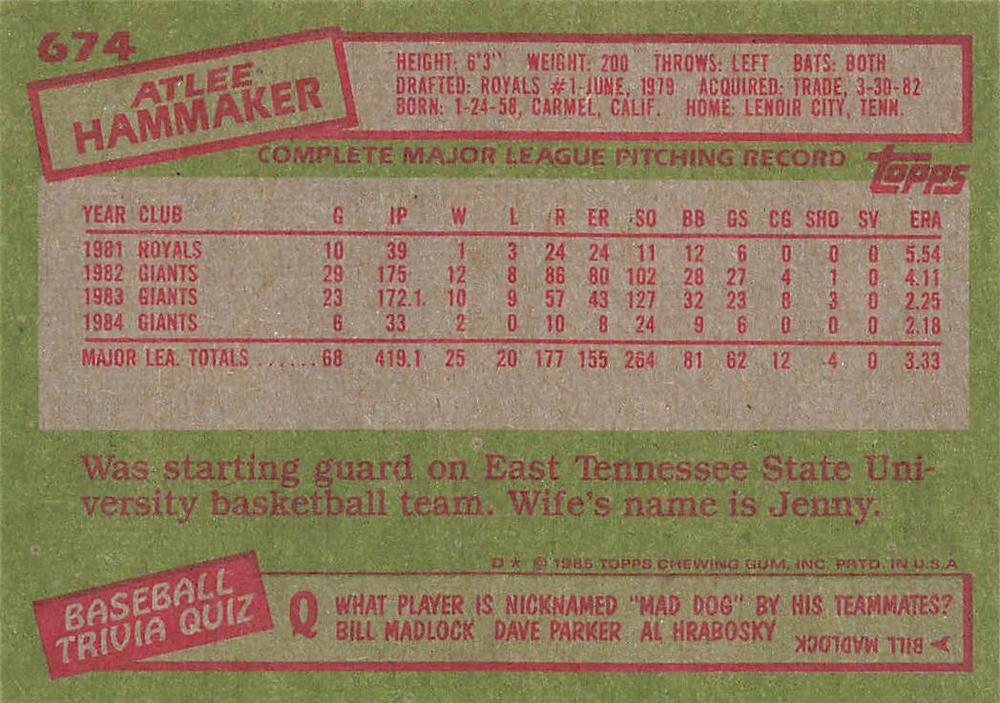 674
ATLEE
HAMMAKER
HEIGHT: 6'3" WEIGHT: 200 THROWS: LEFT BATS: BOTH
DRAFTED: ROYALS #1-JUNE, 1979 ACQUIRED: TRADE, 3-30-82
BORN: 1-24-58, CARMEL, CALIF. HOME: LENOIR CITY, TENN.
COMPLETE MAJOR LEAGUE PITCHING RECORD
topps
YEAR CLUB G IP W L R ER SO BB GS CG SHO SV ERA
1981 ROYALS 10 39 1 3 24 24 11 12 6 0 0 0 5.54
1982 GIANTS 29 175 12 8 86 80 102 28 27 4 1 0 4.11
1983 GIANTS 23 172.1. 10 9 57 43 127 32 23 8 3 0 2.25
1984 GIANTS 6 33 2 0 10 8 24 9 6 0 0 0 2.18
MAJOR LEA. TOTALS ......68 419.1 25 20 177 155 264 81 62 12 4 0 3.33
Was starting guard on East Tennessee State Uni-
versity basketball team. Wife's name is Jenny.
D * © 1985 TOPPS CHEWING GUM, INC. PRTD. IN U.S.A
BASEBALL
TRIVIA QUIZ
Q WHAT PLAYER IS NICKNAMED "MAD DOG" BY HIS TEAMMATES?
BILL MADLOCK DAVE PARKER AL HRABOSKY
BILL MADLOCK